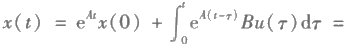 x(t) = e^{At}x(0) + ∫_0^t e^{A(t-τ)}Bu(τ)dτ =